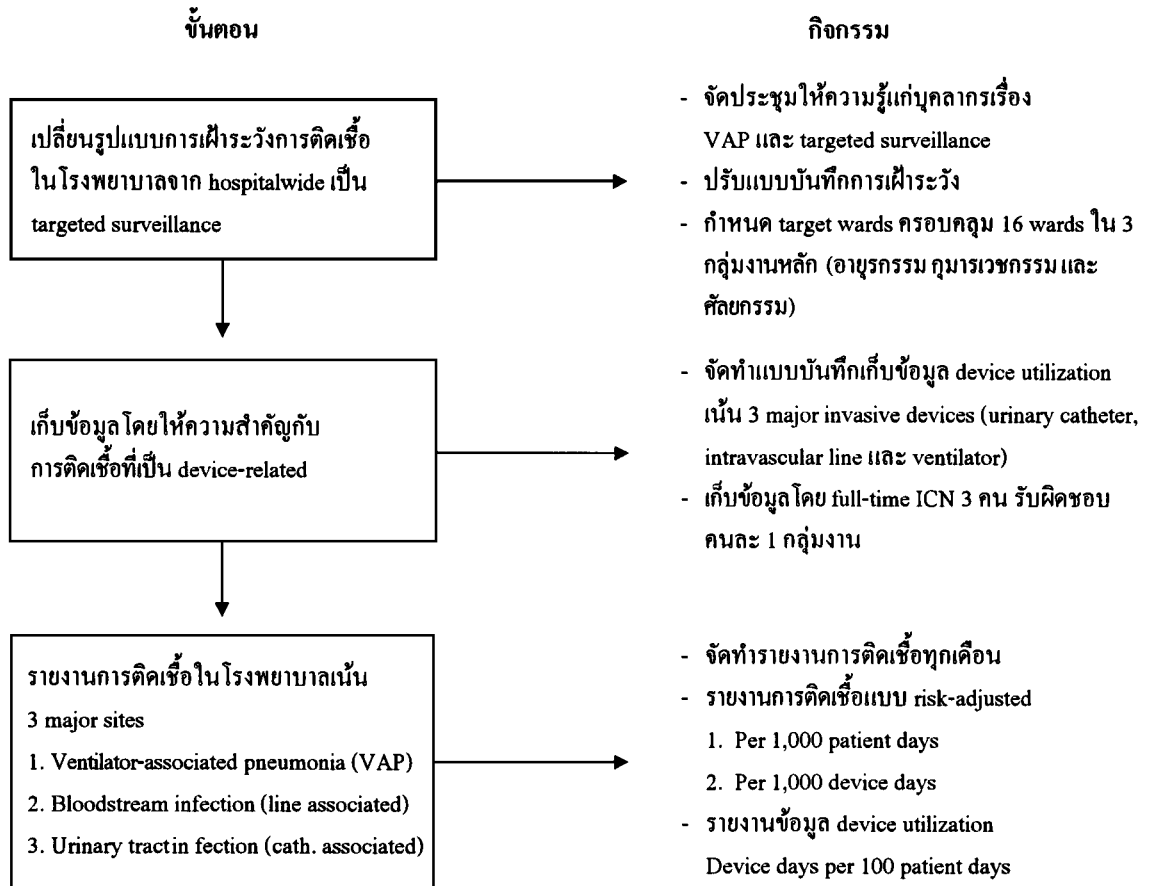 ขั้นตอน
กิจกรรม
เปลี่ยนรูปแบบการเฝ้าระวังการติดเชื้อ
ในโรงพยาบาลจาก hospitalwide เป็น
targeted surveillance
- จัดประชุมให้ความรู้แก่บุคลากรเรื่อง
VAP และ targeted surveillance
- ปรับแบบบันทึกการเฝ้าระวัง
- กำหนด target wards ครอบคลุม 16 wards ใน 3
กลุ่มงานหลัก (อายุรกรรม กุมารเวชกรรม และ
ศัลยกรรม)
เก็บข้อมูลโดยให้ความสำคัญกับ
การติดเชื้อที่เป็น device-related
- จัดทำแบบบันทึกเก็บข้อมูล device utilization
เน้น 3 major invasive devices (urinary catheter,
intravascular line และ ventilator)
- เก็บข้อมูลโดย full-time ICN 3 คน รับผิดชอบ
คนละ 1 กลุ่มงาน
รายงานการติดเชื้อในโรงพยาบาลเน้น
3 major sites
1. Ventilator-associated pneumonia (VAP)
2. Bloodstream infection (line associated)
3. Urinary tractin fection (cath. associated)
- จัดทำรายงานการติดเชื้อทุกเดือน
- รายงานการติดเชื้อแบบ risk-adjusted
1. Per 1,000 patient days
2. Per 1,000 device days
- รายงานข้อมูล device utilization
Device days per 100 patient days